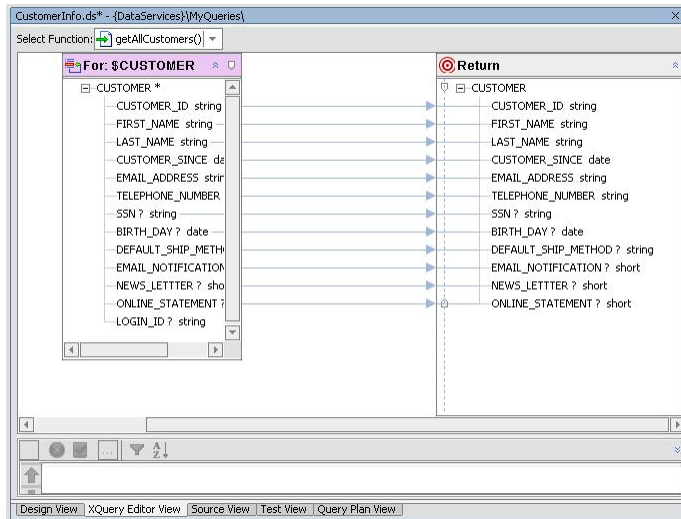 CustomerInfo.ds* - {DataServices}\MyQueries\
Select Function: getAllCustomers()
For: $CUSTOMER
CUSTOMER *
CUSTOMER_ID string
FIRST_NAME string
LAST_NAME string
CUSTOMER_SINCE da
EMAIL_ADDRESS strin
TELEPHONE_NUMBER
SSN ? string
BIRTH_DAY ? date
DEFAULT_SHIP_METH
EMAIL_NOTIFICATION
NEWS_LETTTER ? sho
ONLINE_STATEMENT ?
LOGIN_ID ? string
Return
CUSTOMER
CUSTOMER_ID string
FIRST_NAME string
LAST_NAME string
CUSTOMER_SINCE date
EMAIL_ADDRESS string
TELEPHONE_NUMBER string
SSN ? string
BIRTH_DAY ? date
DEFAULT_SHIP_METHOD ? string
EMAIL_NOTIFICATION ? short
NEWS_LETTTER ? short
ONLINE_STATEMENT ? short
Design View XQuery Editor View Source View Test View Query Plan View